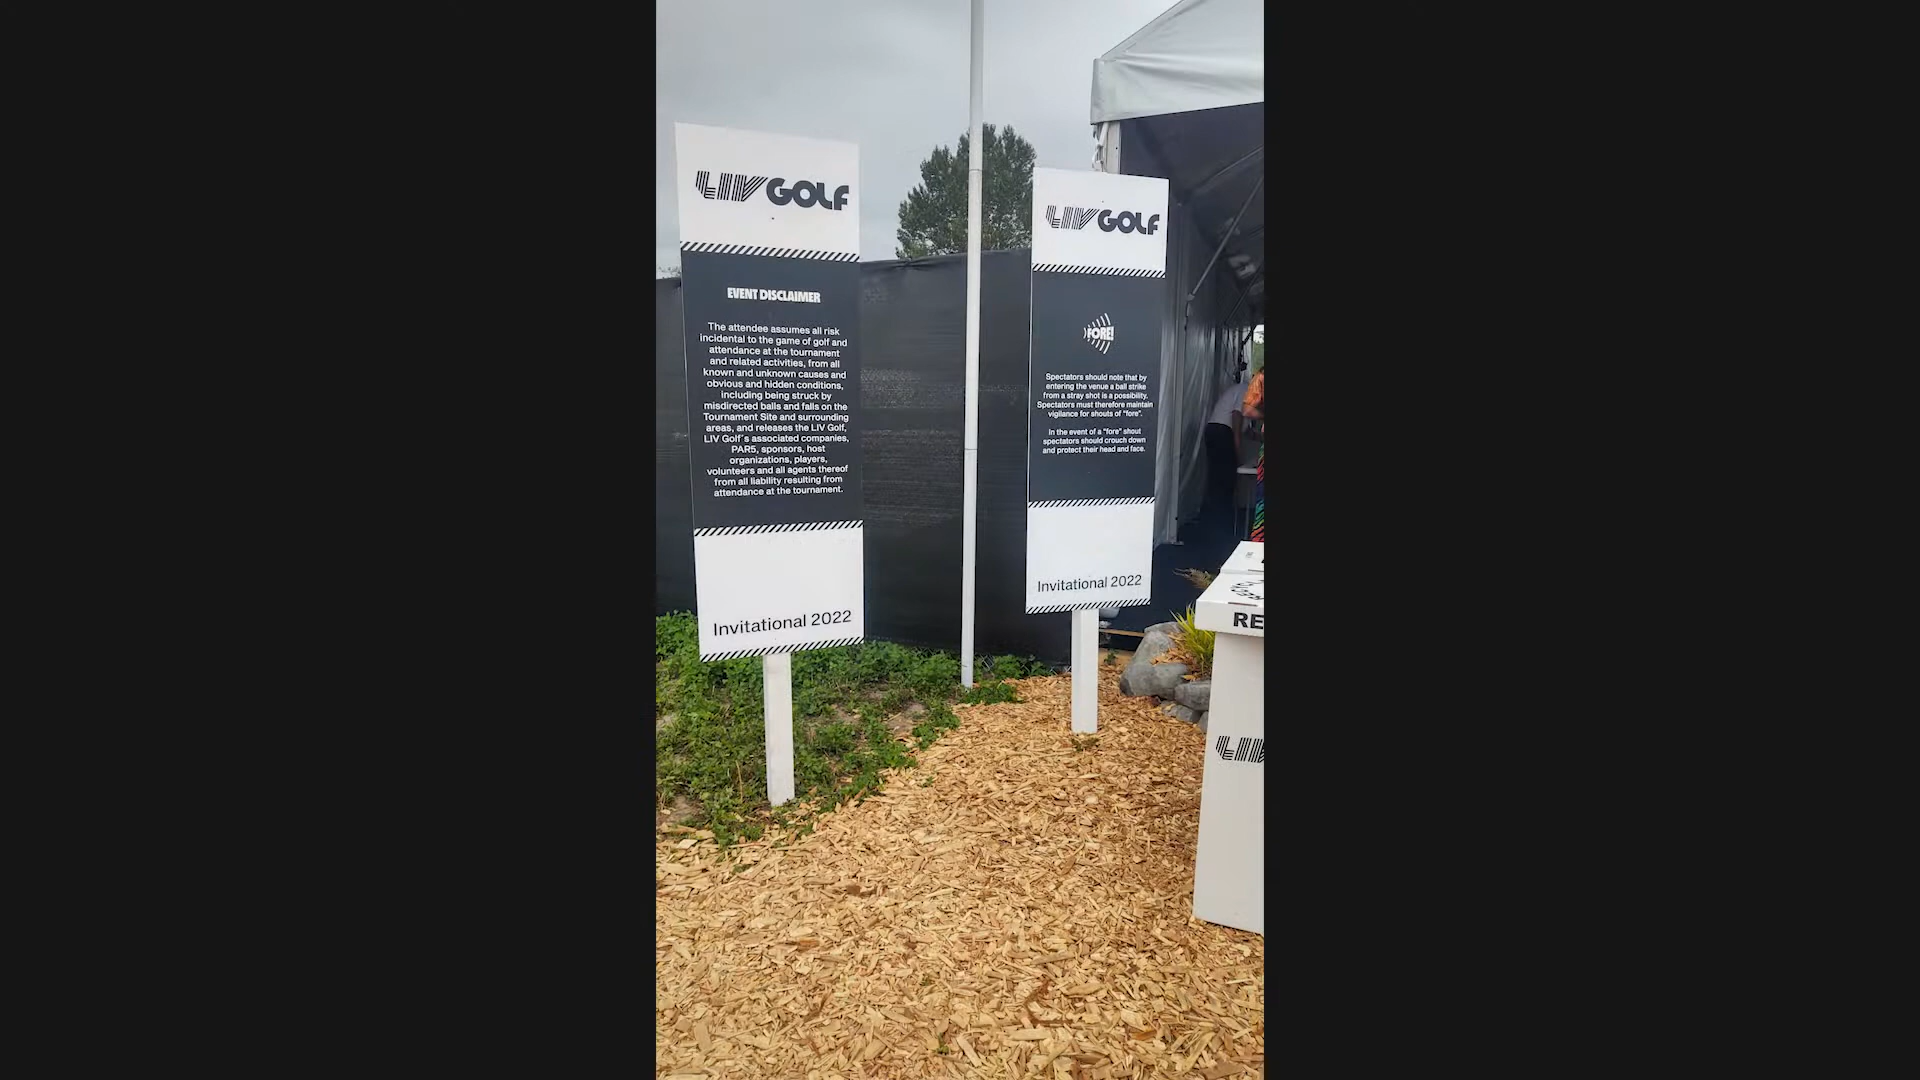 LIV GOLF
EVENT DISCLAIMER
The attendee assumes all risk
incidental to the game of golf and
attendance at the tournament
and related activities, from all
known and unknown causes and
obvious and hidden conditions,
including being struck by
misdirected balls and falls on the
Tournament Site and surrounding
areas, and releases the LIV Golf,
LIV Golf´s associated companies,
PAR5, sponsors, host
organizations, players,
volunteers and all agents thereof
from all liability resulting from
attendance at the tournament.
Invitational 2022
LIV GOLF
FORE!
Spectators should note that by
entering the venue a ball strike
from a stray shot is a possibility.
Spectators must therefore maintain
vigilance for shouts of "fore".
In the event of a "fore" shout
spectators should crouch down
and protect their head and face.
Invitational 2022
RE
LIV